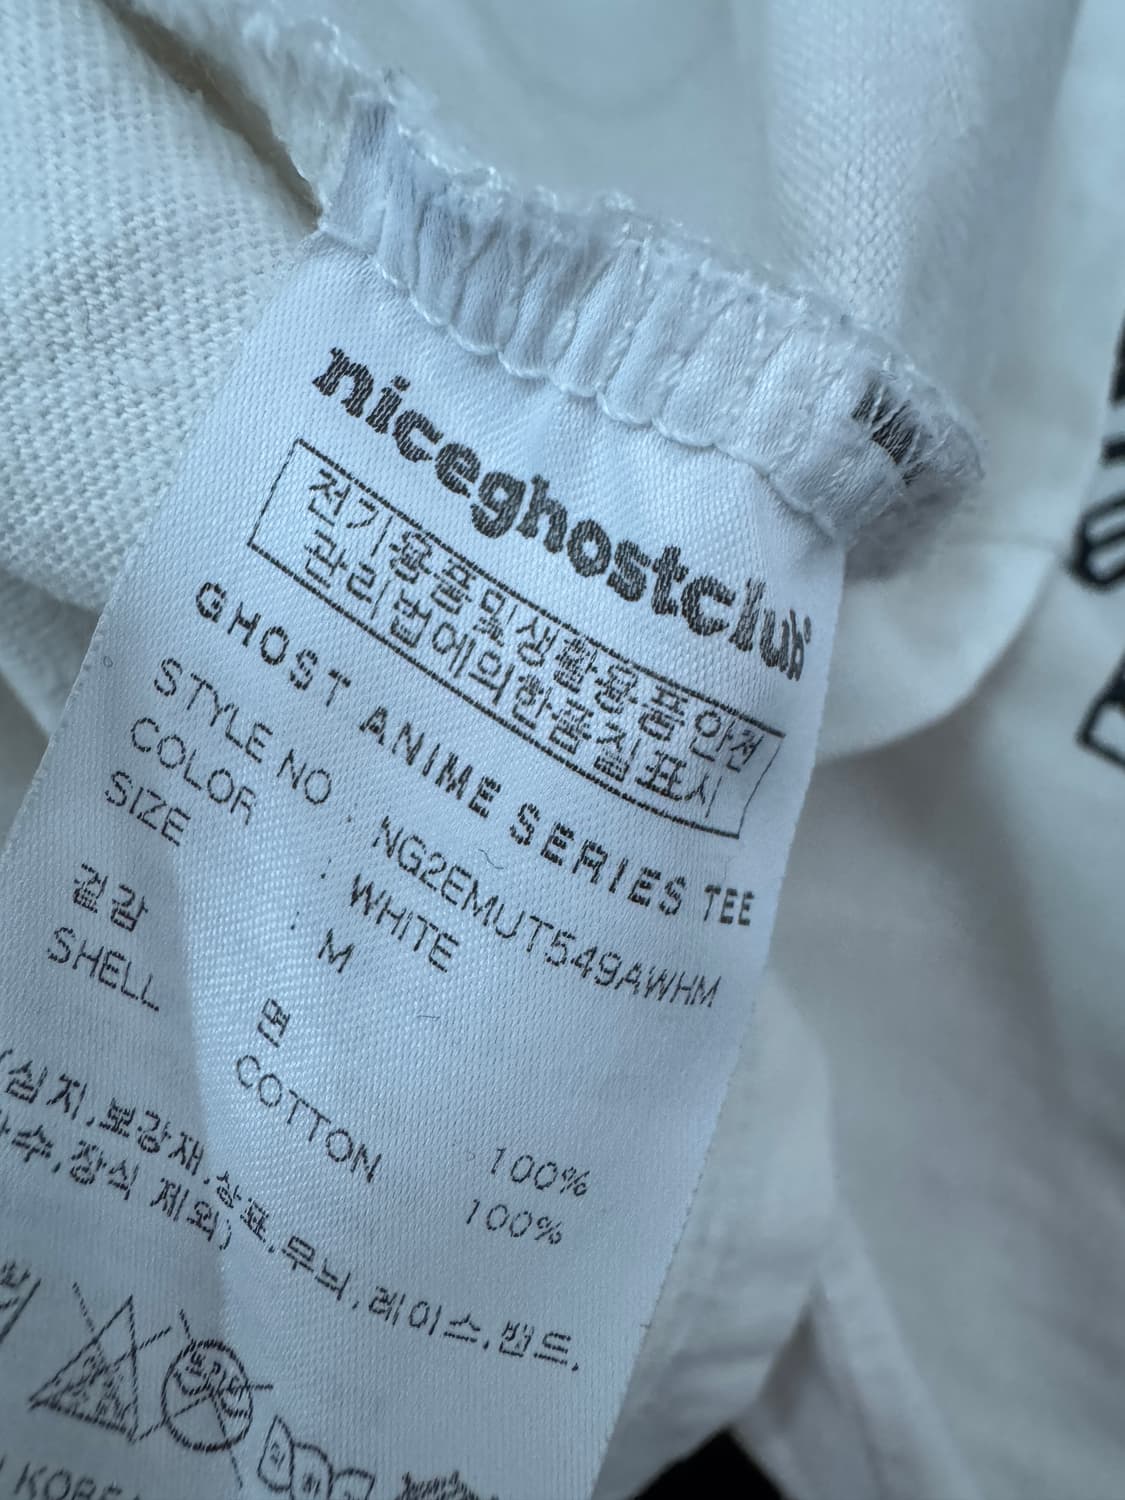 niceghostclub
전기용품및생활용품안전
관리법에의한품질표시
GHOST ANIME SERIES TEE
STYLE NO : NG2EMUT549AWHM
COLOR : WHITE
SIZE : M
겉감 면 100%
SHELL COTTON 100%
(심지,보강재,상표,무늬,레이스,밴드,
수,장식 제외)